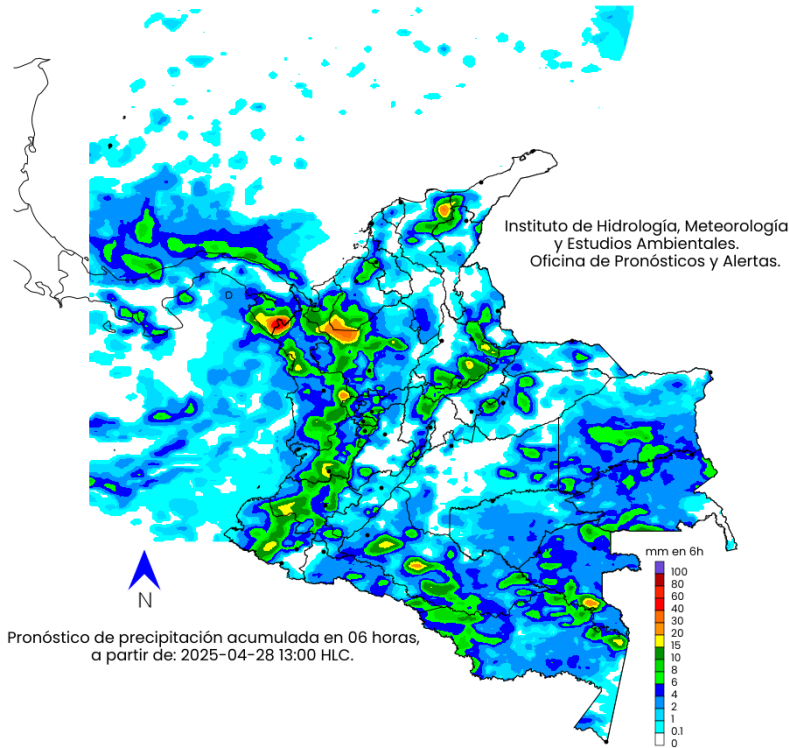 Instituto de Hidrología, Meteorología
y Estudios Ambientales.
Oficina de Pronósticos y Alertas.
mm en 6h
100
80
60
40
30
20
15
10
8
6
4
2
1
0.1
0
N
Pronóstico de precipitación acumulada en 06 horas,
a partir de: 2025-04-28 13:00 HLC.